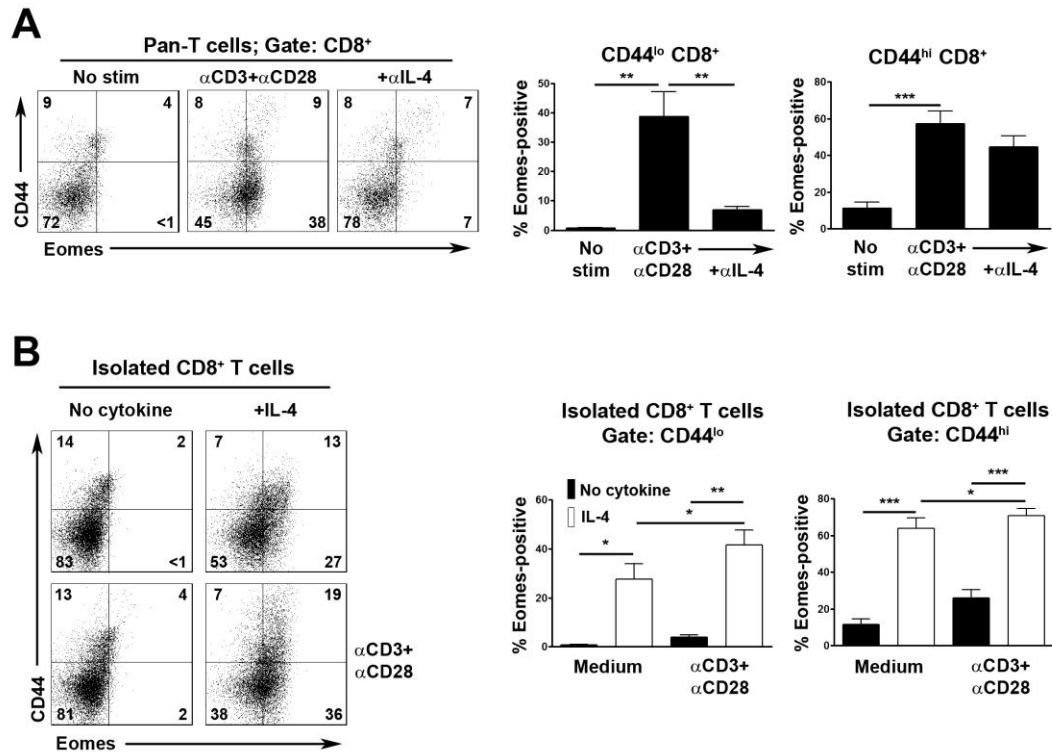 A
Pan-T cells; Gate: CD8⁺
No stim αCD3+αCD28 +αIL-4
9 4 8 9 8 7
72 <1 45 38 78 7
CD44
Eomes
CD44ˡᵒ CD8⁺
** **
50
40
30
20
10
0
% Eomes-positive
No stim
αCD3+ αCD28
+αIL-4
CD44ʰⁱ CD8⁺
***
80
60
40
20
0
% Eomes-positive
No stim
αCD3+ αCD28
+αIL-4
B
Isolated CD8⁺ T cells
No cytokine +IL-4
14 2 7 13
83 <1 53 27
13 4 7 19
αCD3+
αCD28
81 2 38 36
CD44
Eomes
Isolated CD8⁺ T cells
Gate: CD44ˡᵒ
No cytokine
IL-4
**
*
*
60
40
20
0
% Eomes-positive
Medium αCD3+
αCD28
Isolated CD8⁺ T cells
Gate: CD44ʰⁱ
***
*** *
80
60
40
20
0
% Eomes-positive
Medium αCD3+
αCD28